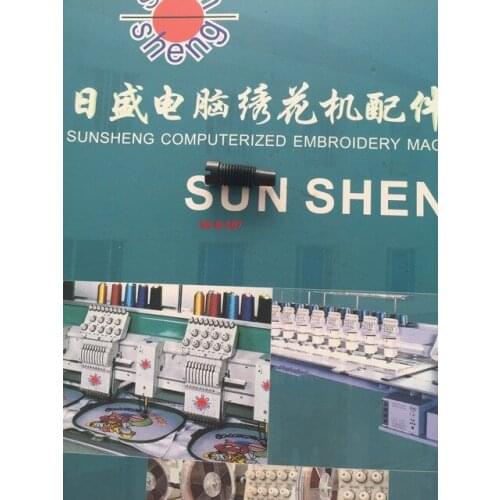 sheng
日盛电脑绣花机配件
SUNSHENG COMPUTERIZED EMBROIDERY MAC
SUN SHEN